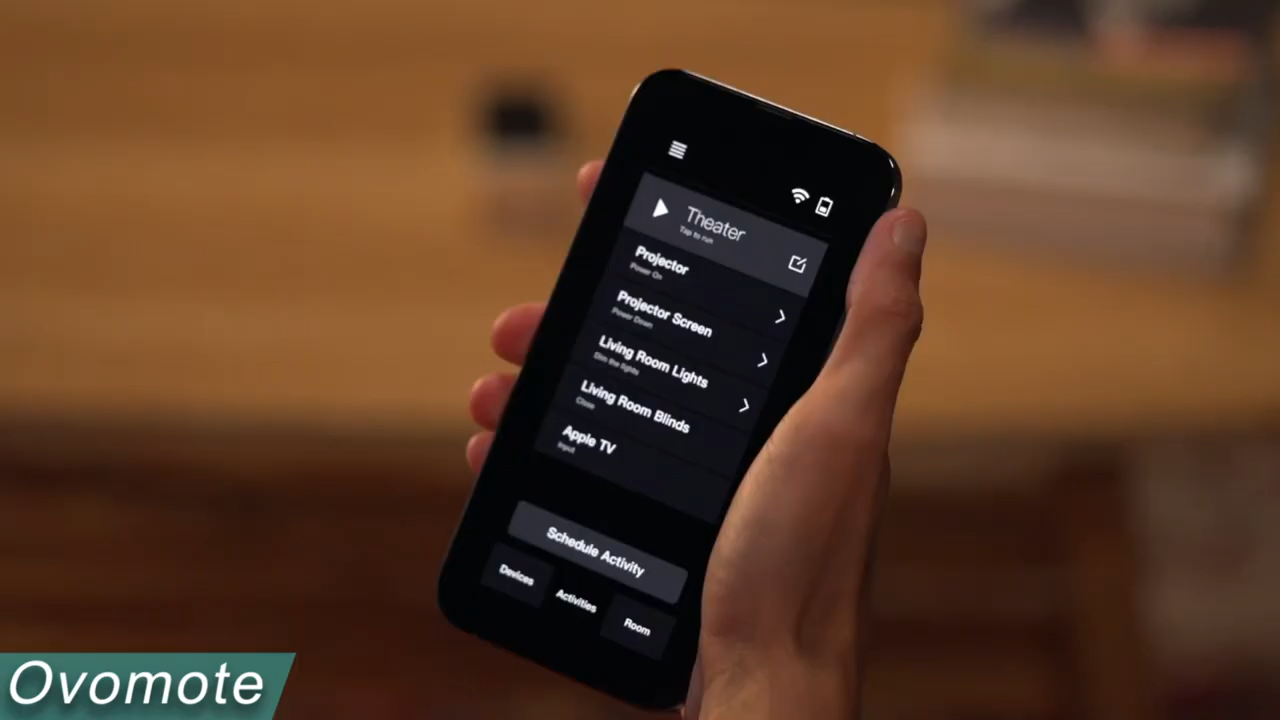 Theater
Tap to run
Projector
Power On
Projector Screen
Power Down
Living Room Lights
Dim the lights
Living Room Blinds
Close
Apple TV
Input
Schedule Activity
Devices
Activities
Room
Ovomote